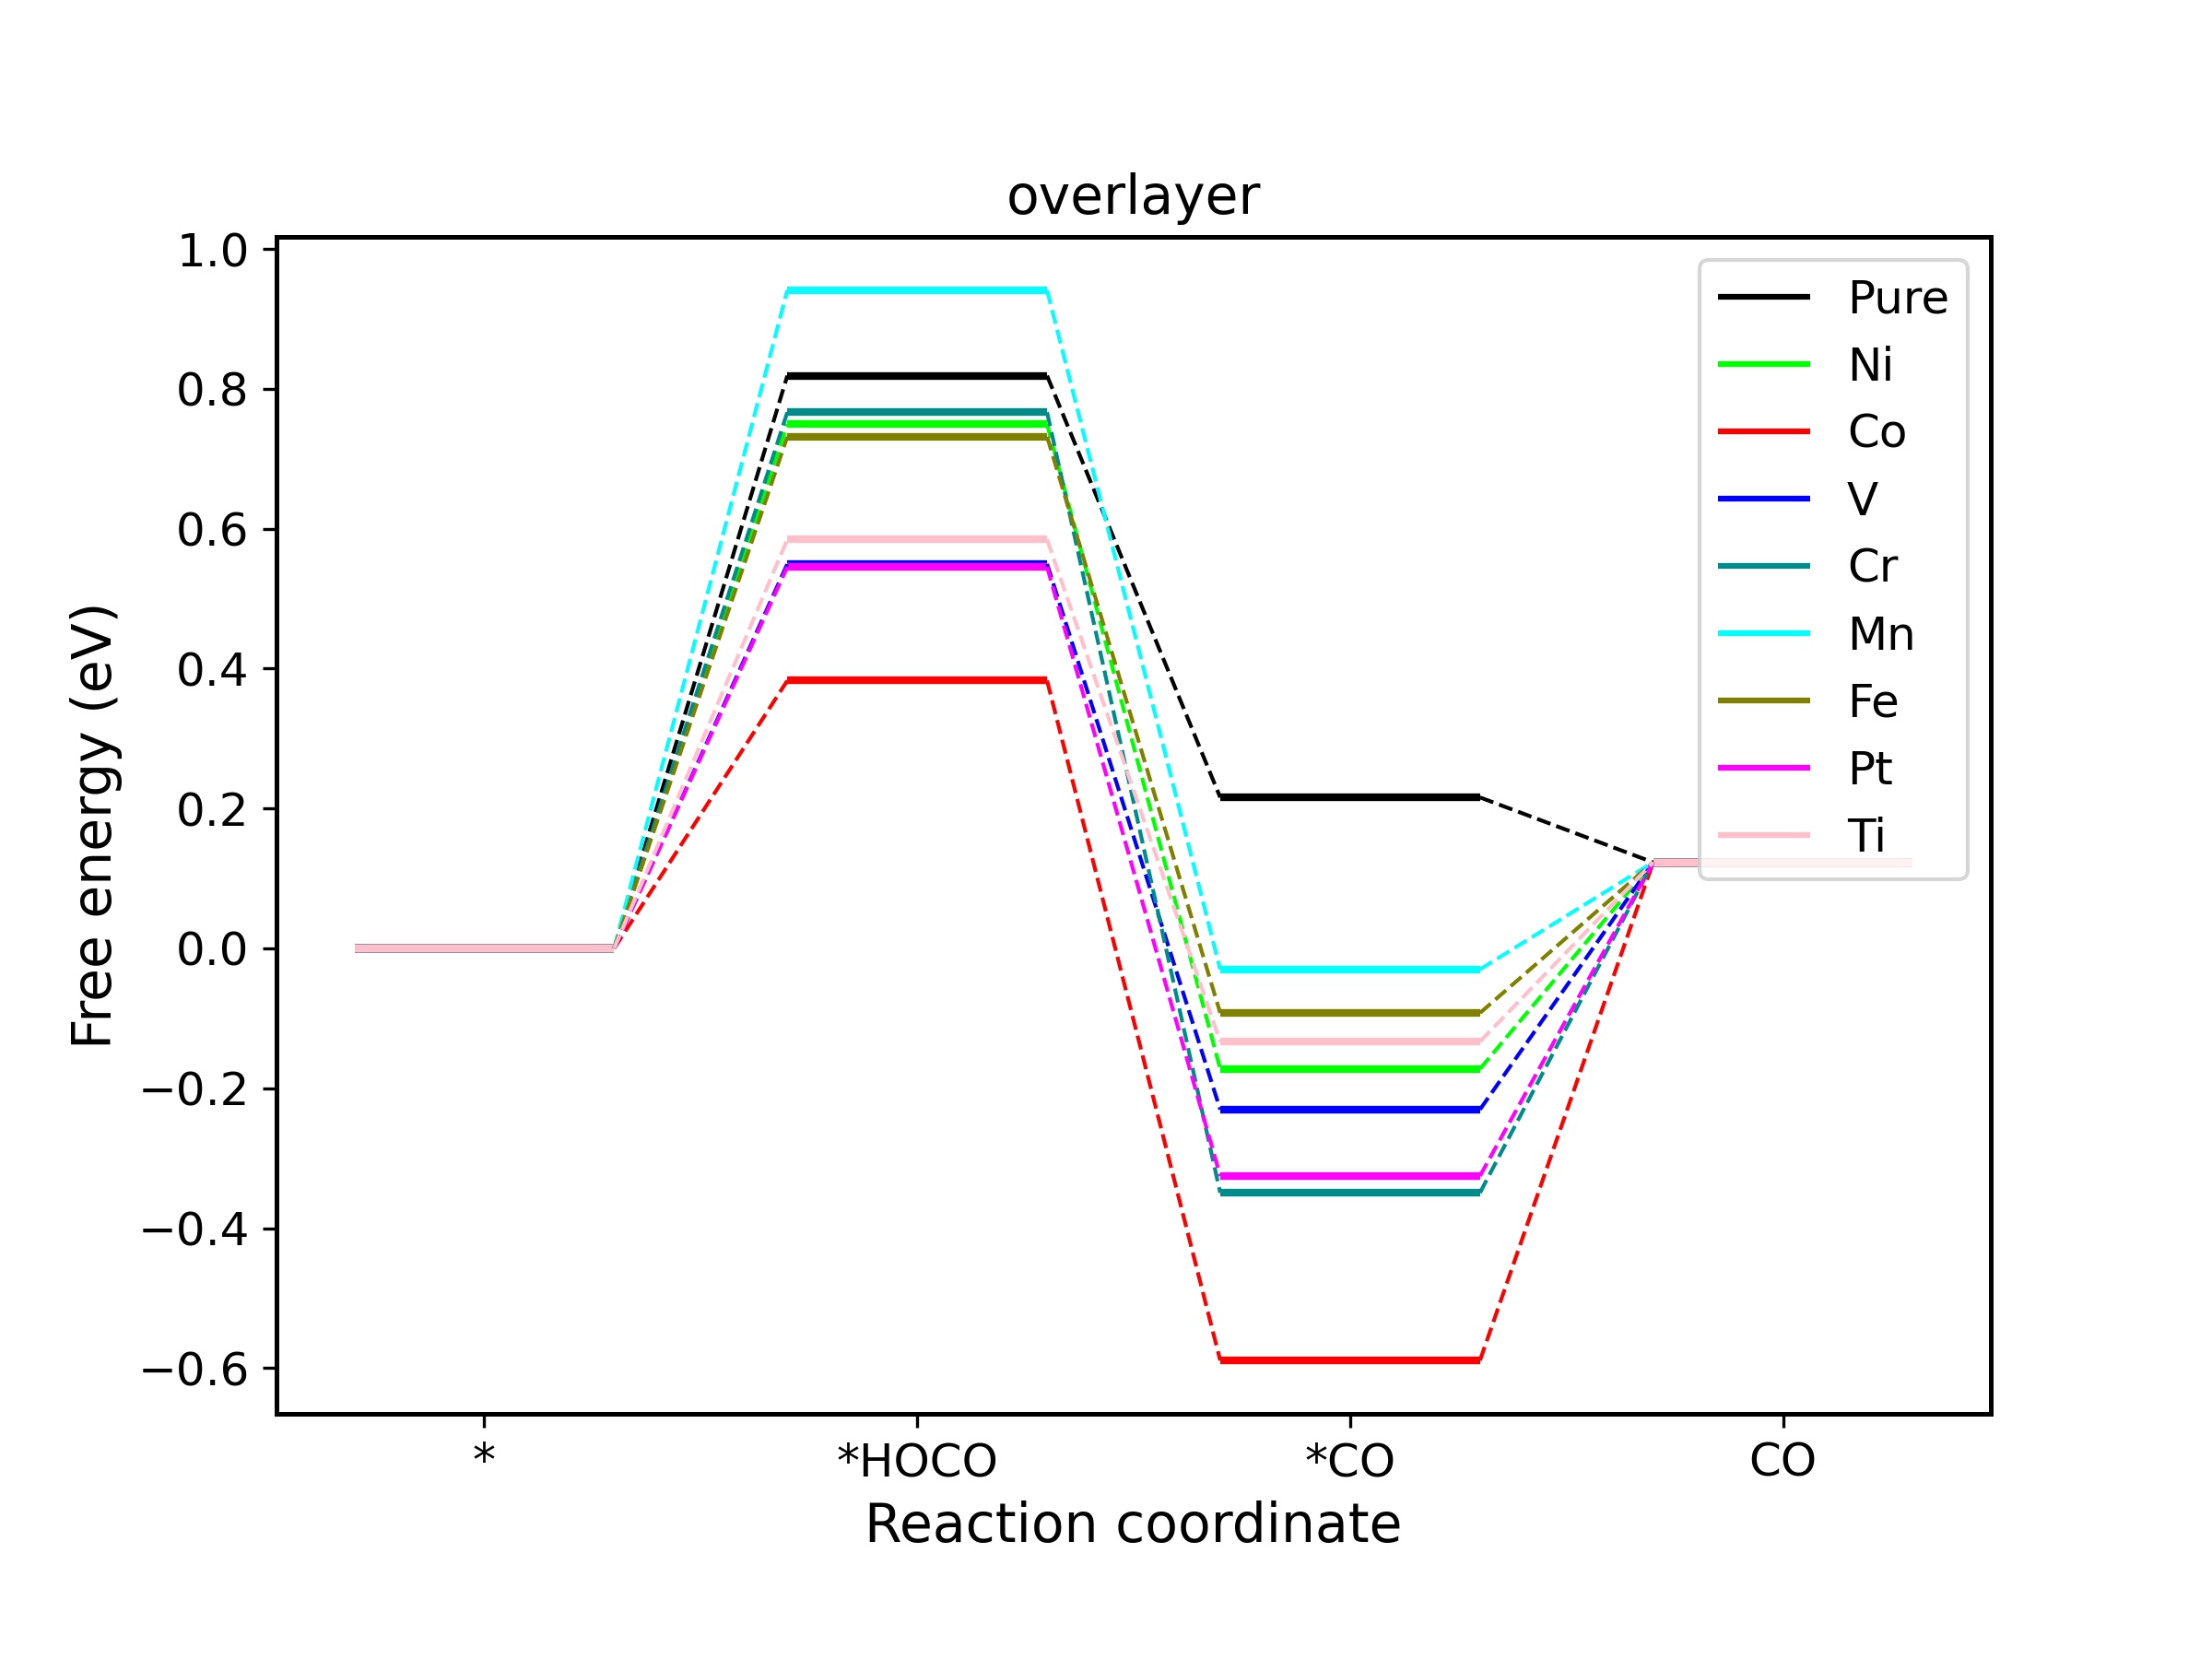 overlayer
1.0
0.8
0.6
0.4
0.2
0.0
−0.2
−0.4
−0.6
Free energy (eV)
Pure
Ni
Co
V
Cr
Mn
Fe
Pt
Ti
* *HOCO *CO CO
Reaction coordinate